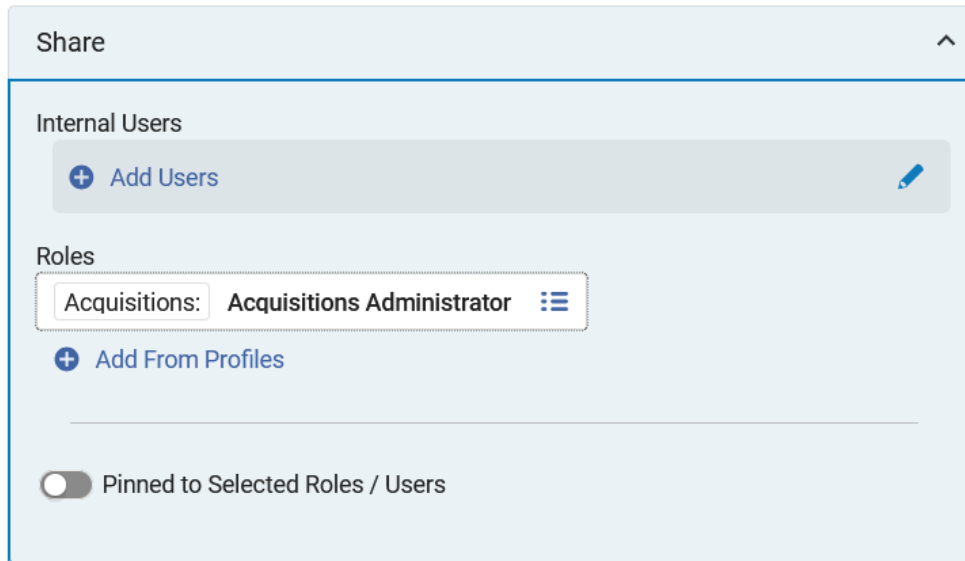 Share
Internal Users
Add Users
Roles
Acquisitions: Acquisitions Administrator
Add From Profiles
Pinned to Selected Roles / Users